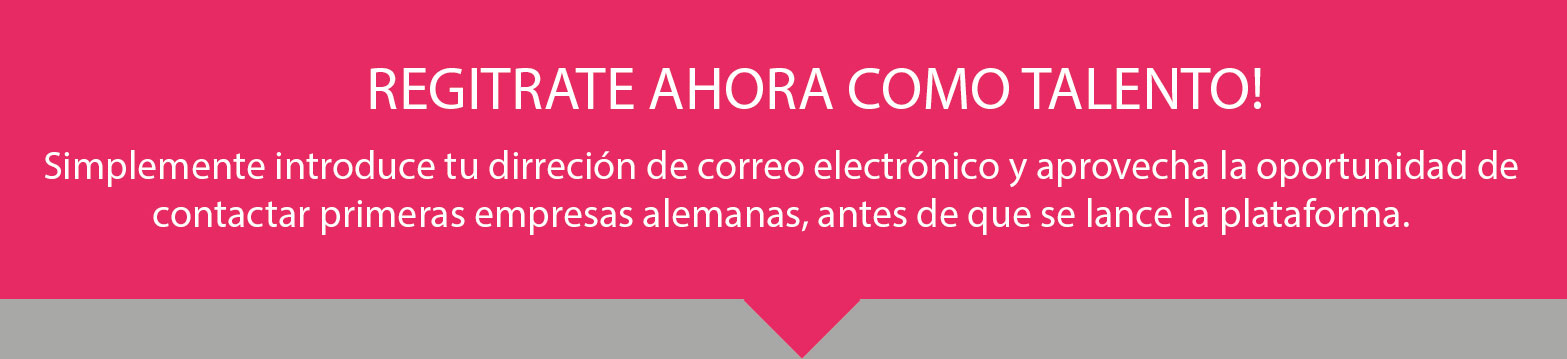 REGITRATE AHORA COMO TALENTO!
Simplemente introduce tu dirreción de correo electrónico y aprovecha la oportunidad de
contactar primeras empresas alemanas, antes de que se lance la plataforma.